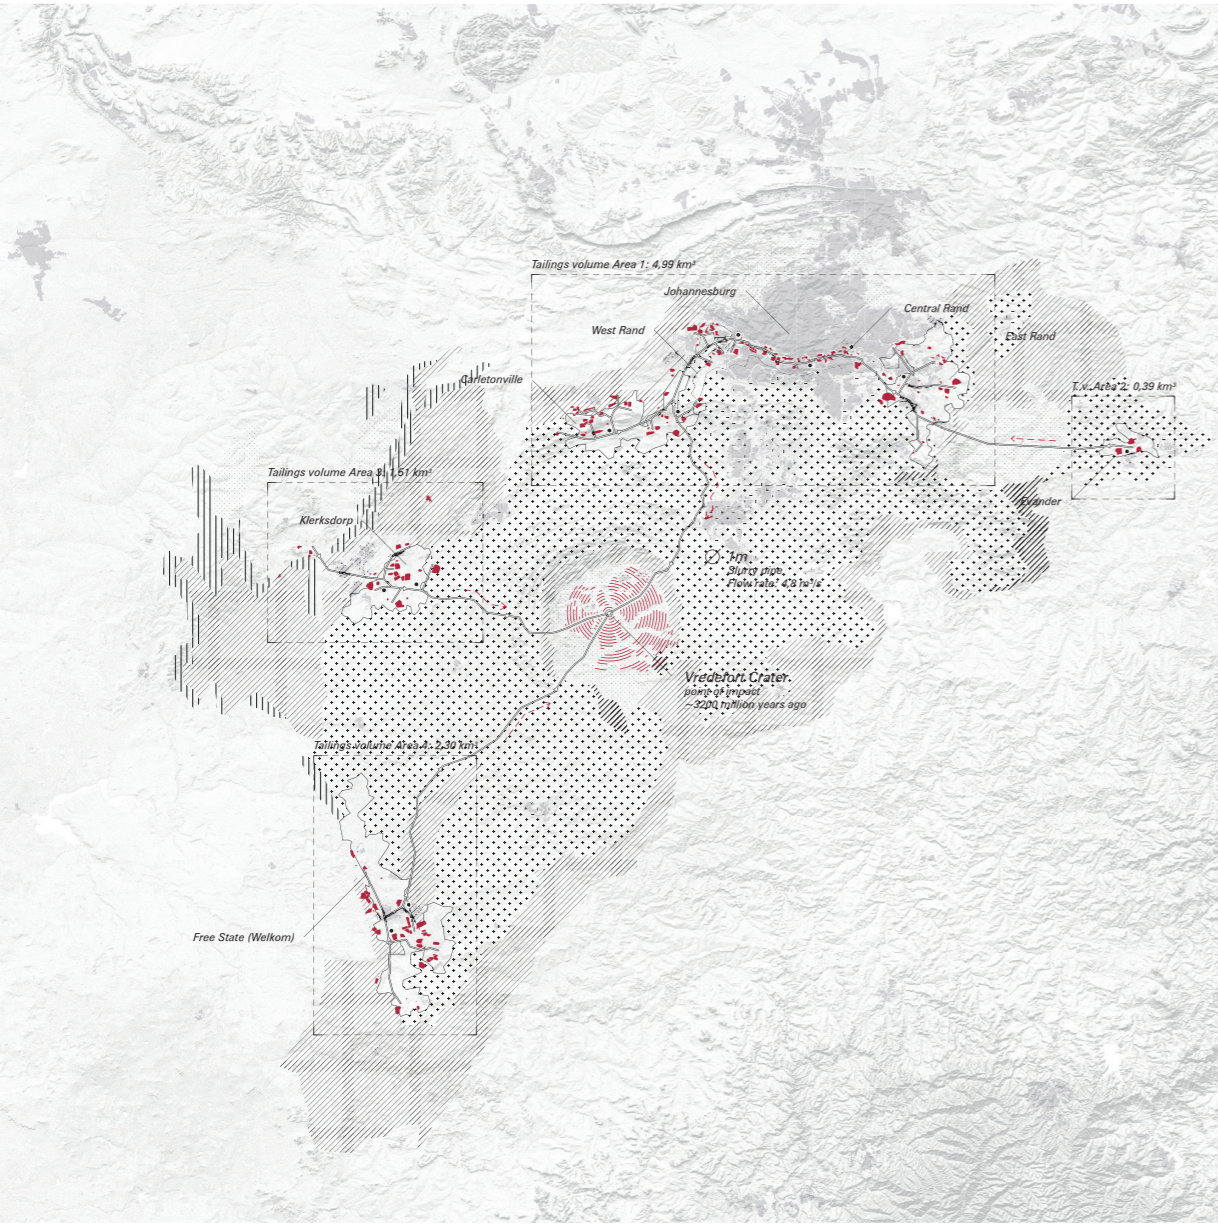 Tailings volume Area 1: 4,99 km³
Johannesburg
Central Rand
West Rand
East Rand
Carletonville
T.v. Area 2: 0,39 km³
Tailings volume Area 3: 1,51 km³
Evander
Klerksdorp
1m
Slurry pipe,
Flow rate: 4,8 m³/s
Vredefort Crater.
point of impact
~3200 million years ago
Tailings volume Area 4: 2,30 km³
Free State (Welkom)